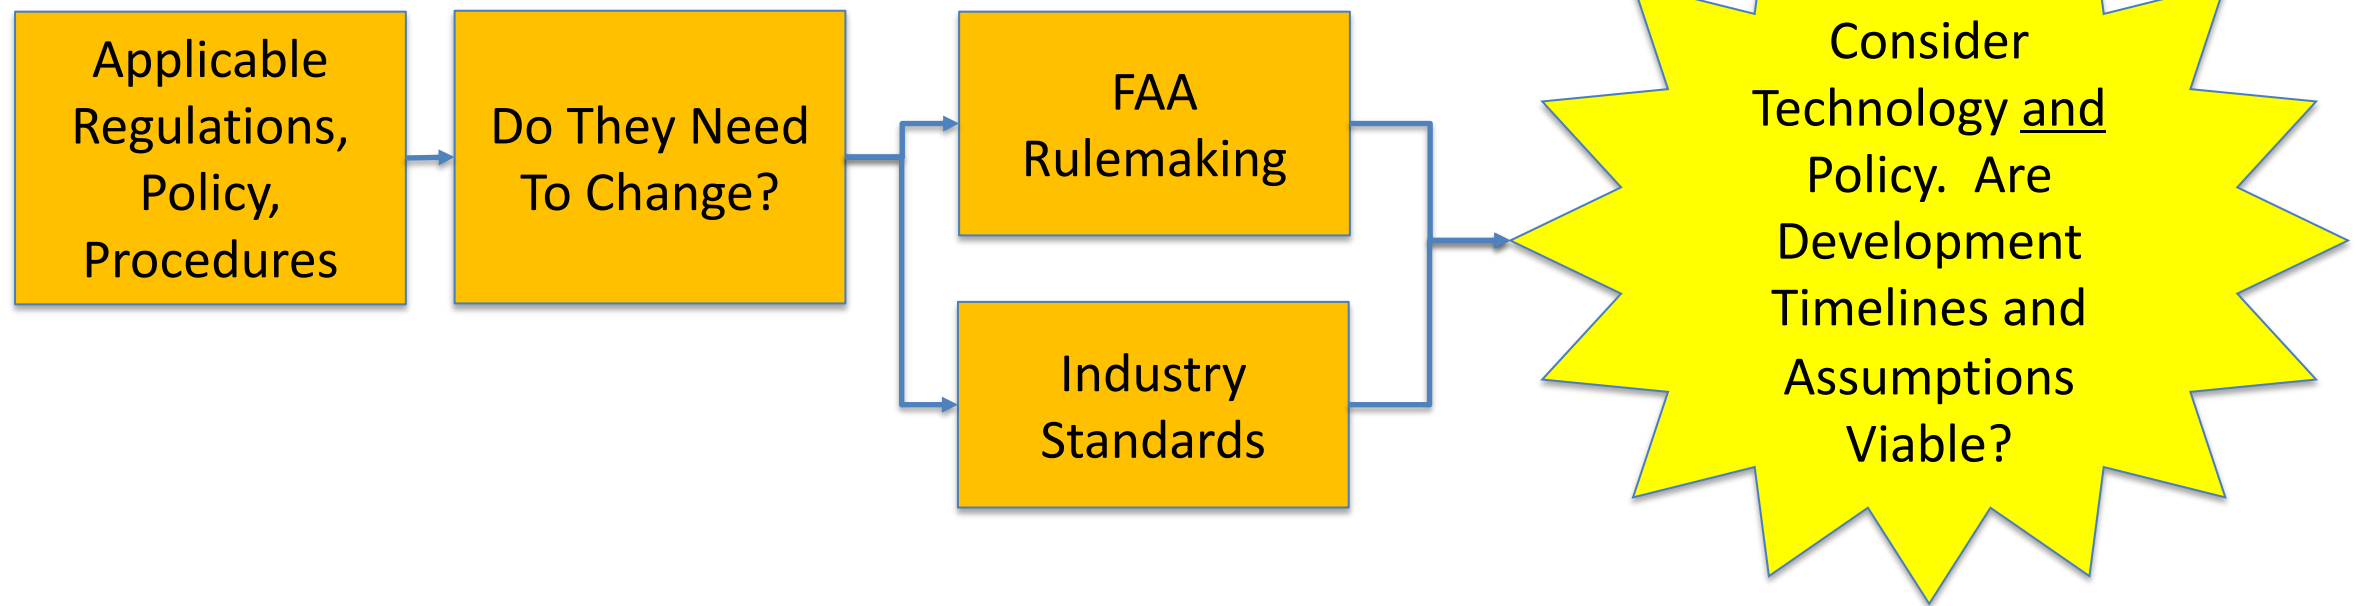 Applicable
Regulations,
Policy,
Procedures
Do They Need
To Change?
FAA
Rulemaking
Industry
Standards
Consider
Technology and
Policy.  Are
Development
Timelines and
Assumptions
Viable?